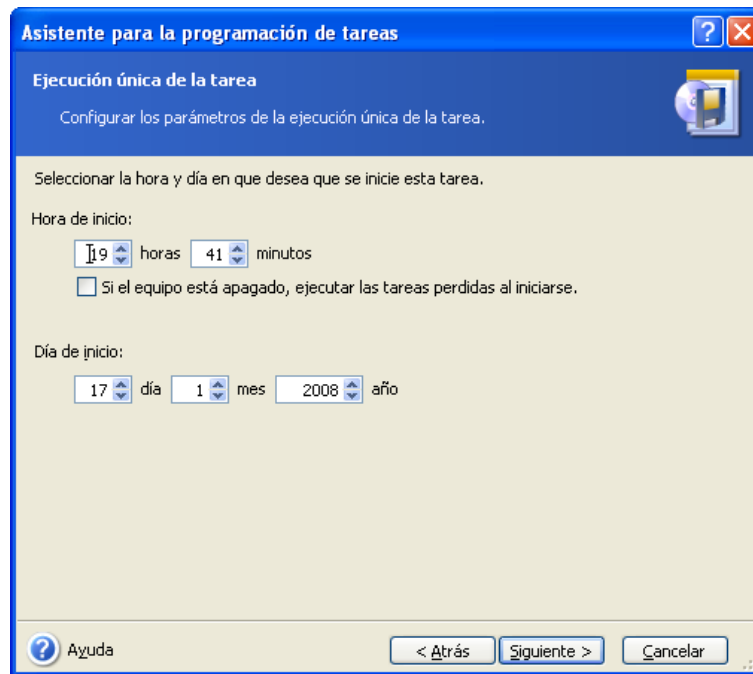 Asistente para la programación de tareas
Ejecución única de la tarea
Configurar los parámetros de la ejecución única de la tarea.
Seleccionar la hora y día en que desea que se inicie esta tarea.
Hora de inicio:
19 horas 41 minutos
Si el equipo está apagado, ejecutar las tareas perdidas al iniciarse.
Día de inicio:
17 día 1 mes 2008 año
Ayuda < Atrás Siguiente > Cancelar